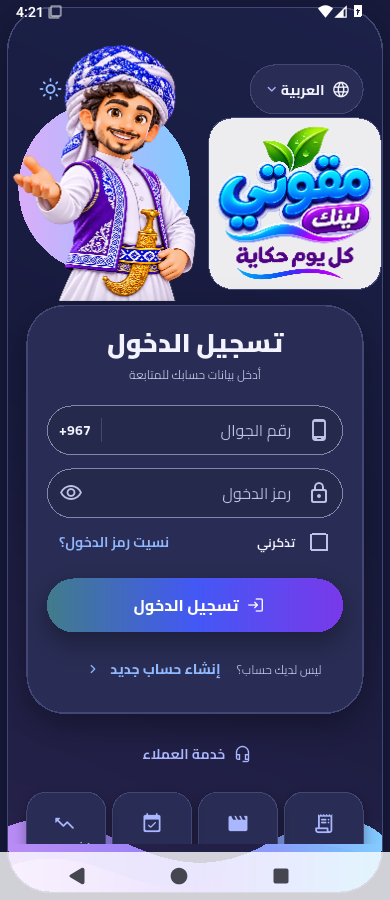 4:21
العربية
مقوتي
لينك
كل يوم حكاية
تسجيل الدخول
أدخل بيانات حسابك للمتابعة
رقم الجوال
+967
رمز الدخول
تذكرني
نسيت رمز الدخول؟
تسجيل الدخول
ليس لديك حساب؟ إنشاء حساب جديد
خدمة العملاء